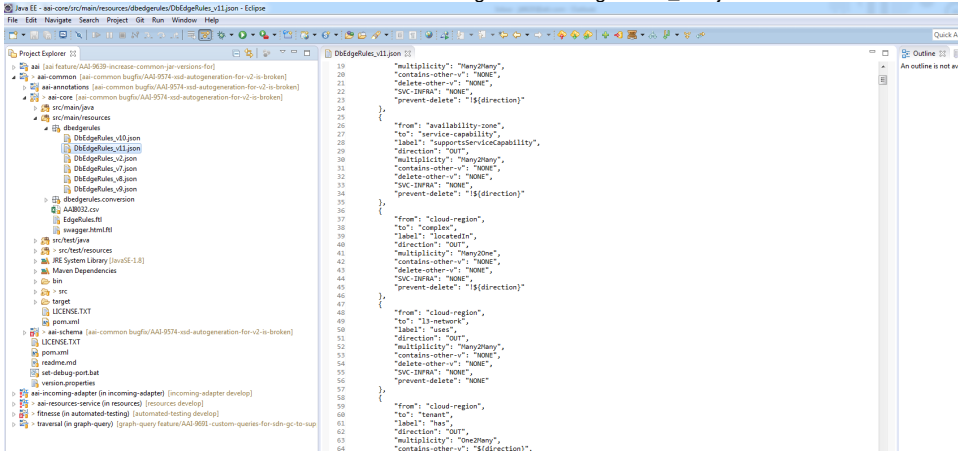 Java EE - aai-core/src/main/resources/dbedgerules/DbEdgeRules_v11.json - Eclipse
File Edit Navigate Search Project Git Run Window Help
Quick A
Project Explorer
aai [aai feature/AAI-9639-increase-common-jar-versions-for]
> aai-common [aai-common bugfix/AAI-9574-xsd-autogeneration-for-v2-is-broken]
aai-annotations [aai-common bugfix/AAI-9574-xsd-autogeneration-for-v2-is-broken]
> aai-core [aai-common bugfix/AAI-9574-xsd-autogeneration-for-v2-is-broken]
src/main/java
src/main/resources
dbedgerules
DbEdgeRules_v10.json
DbEdgeRules_v11.json
DbEdgeRules_v2.json
DbEdgeRules_v7.json
DbEdgeRules_v8.json
DbEdgeRules_v9.json
dbedgerules.conversion
AAI8032.csv
EdgeRules.ftl
swagger.html.ftl
src/test/java
> src/test/resources
JRE System Library [JavaSE-1.8]
Maven Dependencies
bin
> src
target
LICENSE.TXT
pom.xml
> aai-schema [aai-common bugfix/AAI-9574-xsd-autogeneration-for-v2-is-broken]
LICENSE.TXT
pom.xml
readme.md
set-debug-port.bat
version.properties
aai-incoming-adapter (in incoming-adapter) [incoming-adapter develop]
> aai-resources-service (in resources) [resources develop]
> fitnesse (in automated-testing) [automated-testing develop]
> traversal (in graph-query) [graph-query feature/AAI-9691-custom-queries-for-sdn-gc-to-sup
DbEdgeRules_v11.json
19 "multiplicity": "Many2Many",
20 "contains-other-v": "NONE",
21 "delete-other-v": "NONE",
22 "SVC-INFRA": "NONE",
23 "prevent-delete": "!${direction}"
24 },
25 {
26 "from": "availability-zone",
27 "to": "service-capability",
28 "label": "supportsServiceCapability",
29 "direction": "OUT",
30 "multiplicity": "Many2Many",
31 "contains-other-v": "NONE",
32 "delete-other-v": "NONE",
33 "SVC-INFRA": "NONE",
34 "prevent-delete": "!${direction}"
35 },
36 {
37 "from": "cloud-region",
38 "to": "complex",
39 "label": "locatedIn",
40 "direction": "OUT",
41 "multiplicity": "Many2One",
42 "contains-other-v": "NONE",
43 "delete-other-v": "NONE",
44 "SVC-INFRA": "NONE",
45 "prevent-delete": "!${direction}"
46 },
47 {
48 "from": "cloud-region",
49 "to": "l3-network",
50 "label": "uses",
51 "direction": "OUT",
52 "multiplicity": "Many2Many",
53 "contains-other-v": "NONE",
54 "delete-other-v": "NONE",
55 "SVC-INFRA": "NONE",
56 "prevent-delete": "NONE"
57 },
58 {
59 "from": "cloud-region",
60 "to": "tenant",
61 "label": "has",
62 "direction": "OUT",
63 "multiplicity": "One2Many",
64 "contains-other-v": "${direction}",
Outline
An outline is not av